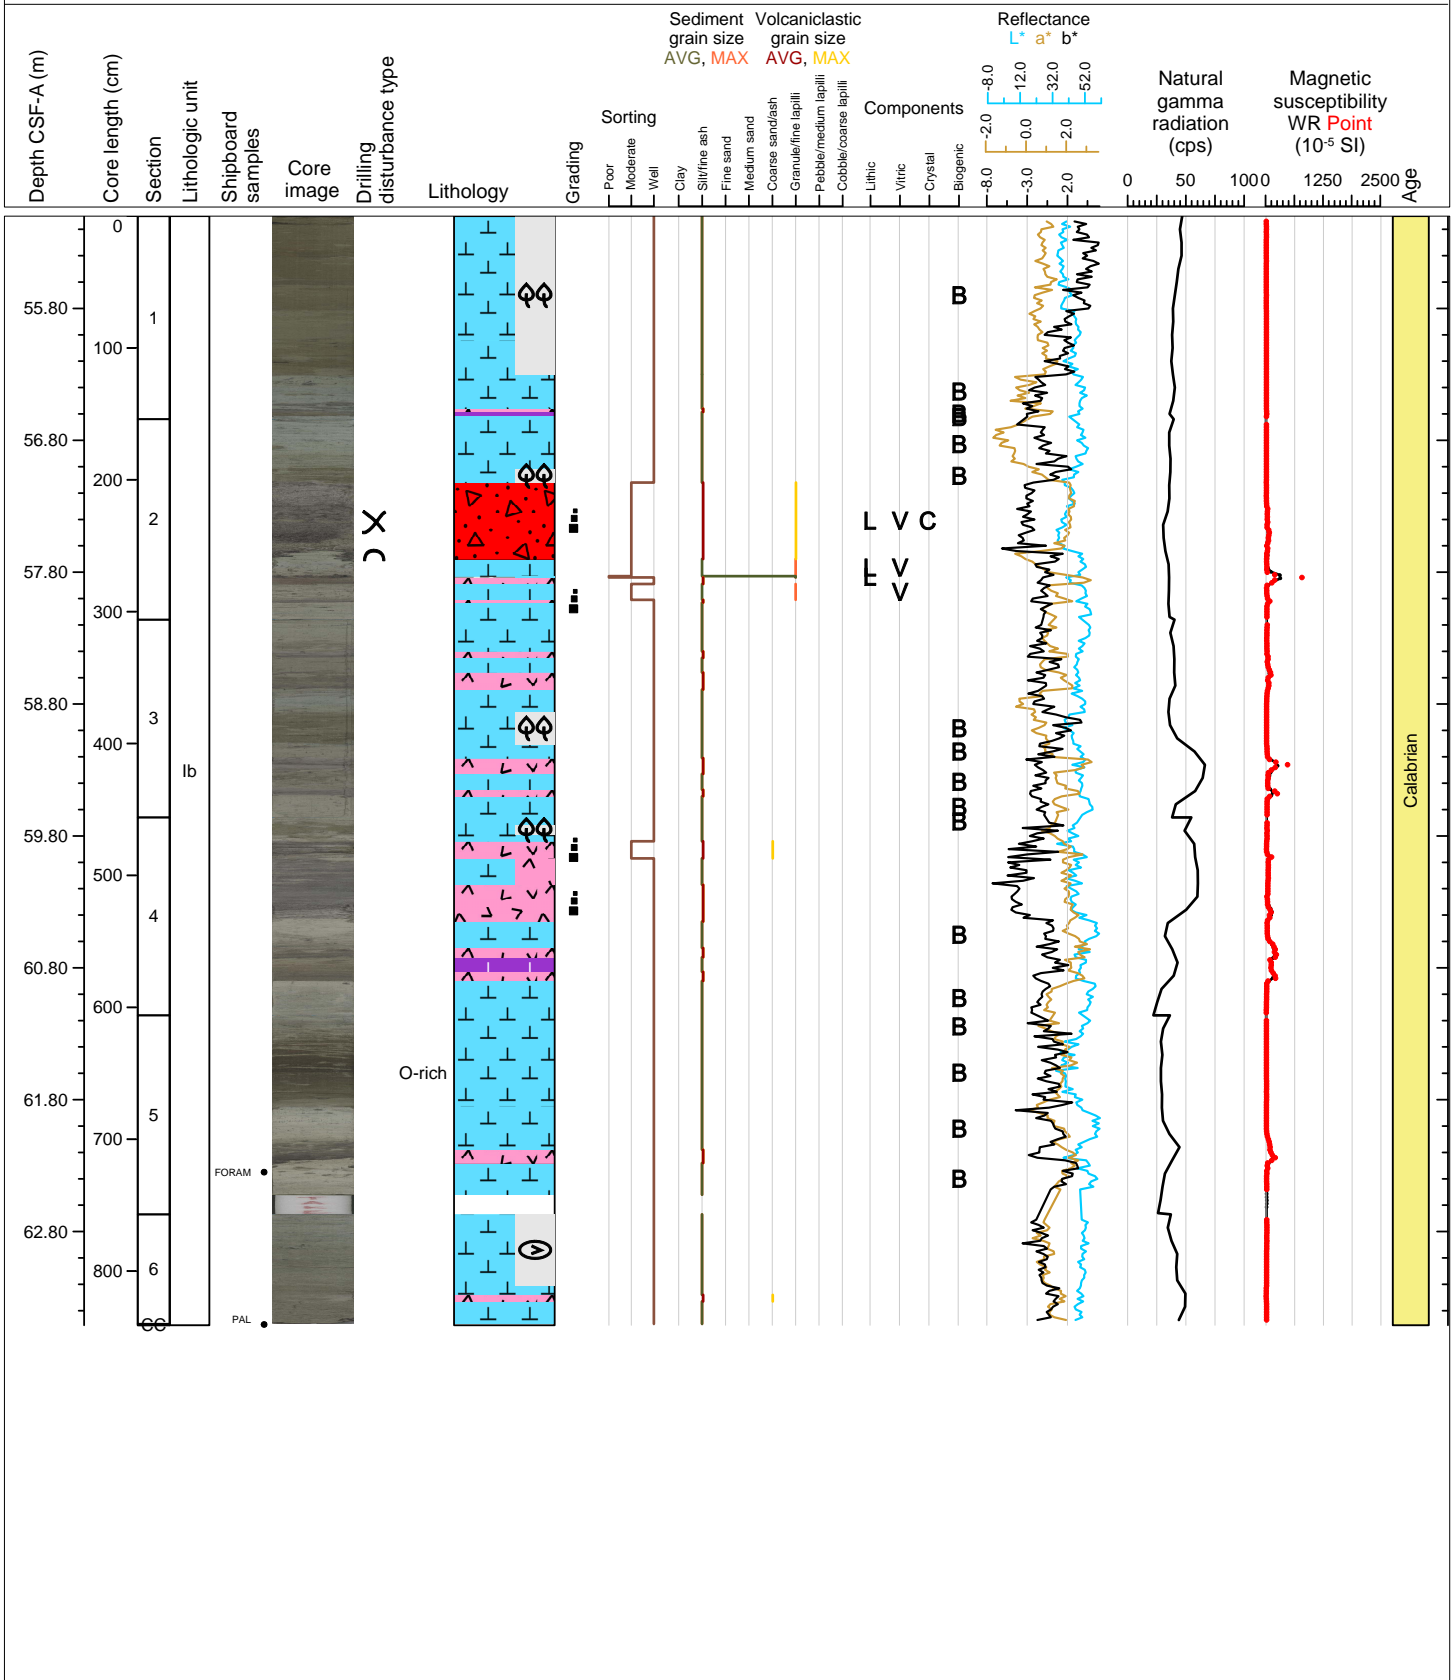 Depth CSF-A (m)
Core length (cm)
Section
Lithologic unit
Shipboard
samples
Core
image
Drilling
disturbance type
Lithology
Grading
Sorting
Poor
Moderate
Well
Sediment
grain size
AVG, MAX
Volcaniclastic
grain size
AVG, MAX
Clay
Silt/fine ash
Fine sand
Medium sand
Coarse sand/ash
Granule/fine lapilli
Pebble/medium lapilli
Cobble/coarse lapilli
Components
Lithic
Vitric
Crystal
Biogenic
Reflectance
L* a* b*
-8.0 12.0 32.0 52.0
-2.0 0.0 2.0
-8.0 -3.0 2.0
Natural
gamma
radiation
(cps)
0 50 100
Magnetic
susceptibility
WR Point
(10-5 SI)
0 1250 2500
Age
0
55.80
1
B
100
B
B
B
56.80
B
200
B
2
L V C
57.80
L V
L
V
300
58.80
3
B
400
B
Ib
B
Calabrian
B
B
59.80
500
4
B
60.80
B
600
B
O-rich
B
61.80
5
B
700
FORAM
B
62.80
6
800
PAL
CC